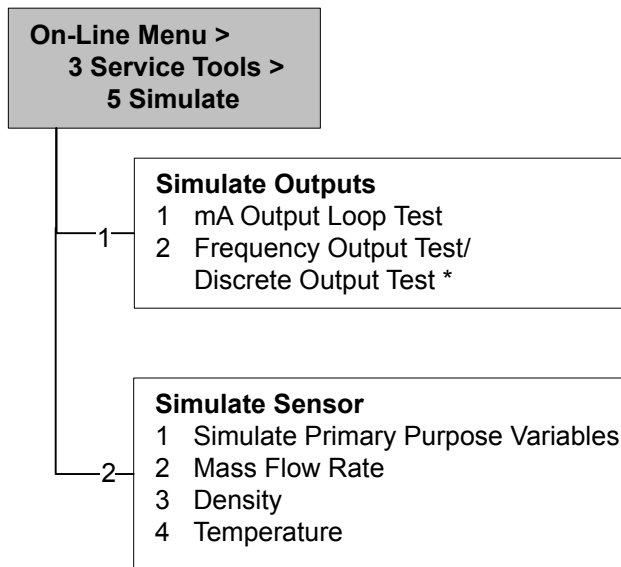 On-Line Menu >
3 Service Tools >
5 Simulate
1
Simulate Outputs
1 mA Output Loop Test
2 Frequency Output Test/
Discrete Output Test *
2
Simulate Sensor
1 Simulate Primary Purpose Variables
2 Mass Flow Rate
3 Density
4 Temperature